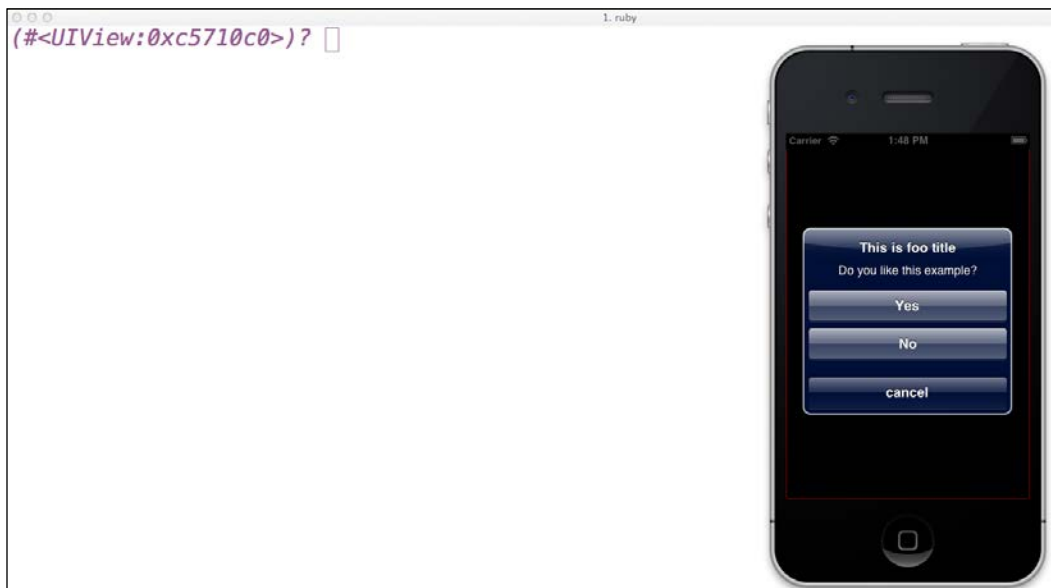 1. ruby
(#<UIView:0xc5710c0>)?
Carrier 1:48 PM
This is foo title
Do you like this example?
Yes
No
cancel